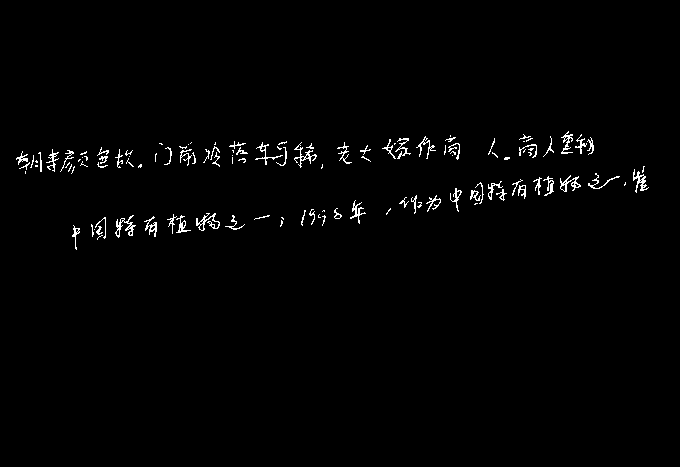 朝来颜色故。门前冷落车马稀,老大嫁作商人。商人重利
中国特有植物之一,1998年,作为中国特有植物之一,雀